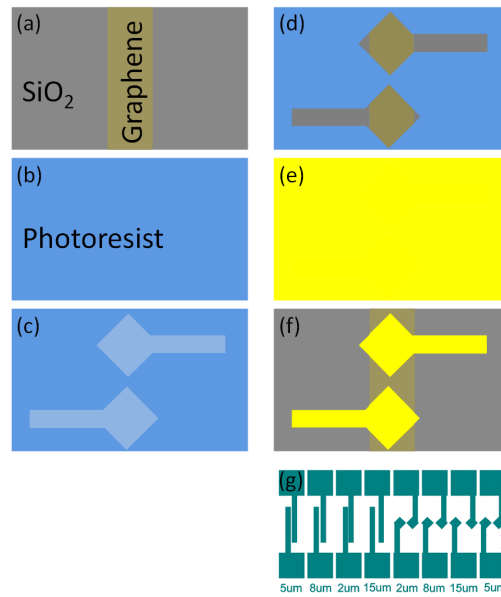 (a)
SiO2
Graphene
(b)
Photoresist
(c)
(d)
(e)
(f)
(g)
5um 8um 2um 15um 2um 8um 15um 5um